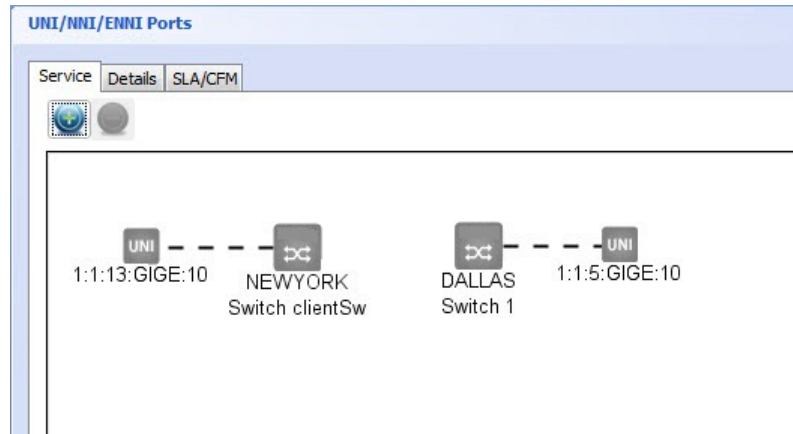 UNI/NNI/ENNI Ports
Service Details SLA/CFM
UNI UNI
1:1:13:GIGE:10 NEWYORK DALLAS 1:1:5:GIGE:10
Switch clientSw Switch 1